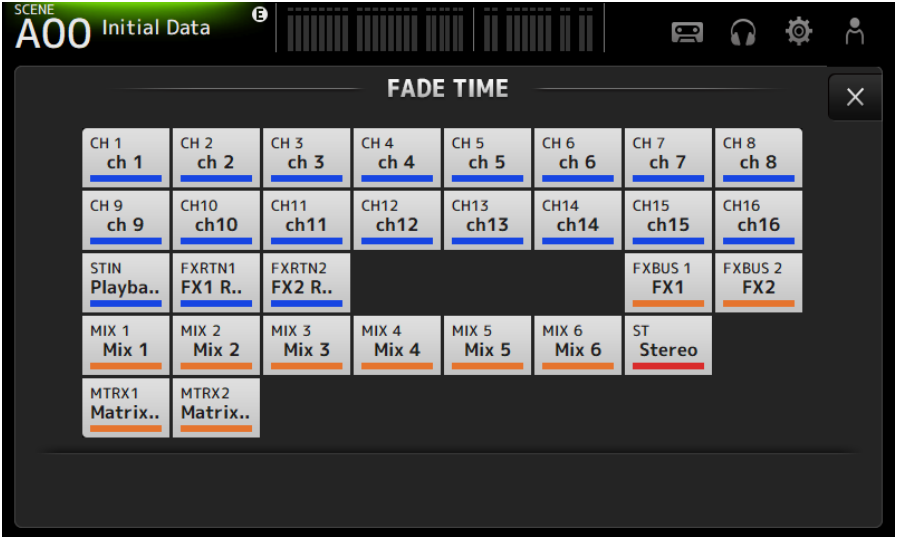 SCENE
A00 Initial Data E
FADE TIME
CH 1 CH 2 CH 3 CH 4 CH 5 CH 6 CH 7 CH 8
ch 1 ch 2 ch 3 ch 4 ch 5 ch 6 ch 7 ch 8
CH 9 CH10 CH11 CH12 CH13 CH14 CH15 CH16
ch 9 ch10 ch11 ch12 ch13 ch14 ch15 ch16
STIN FXRTN1 FXRTN2 FXBUS 1 FXBUS 2
Playba.. FX1 R.. FX2 R.. FX1 FX2
MIX 1 MIX 2 MIX 3 MIX 4 MIX 5 MIX 6 ST
Mix 1 Mix 2 Mix 3 Mix 4 Mix 5 Mix 6 Stereo
MTRX1 MTRX2
Matrix.. Matrix..